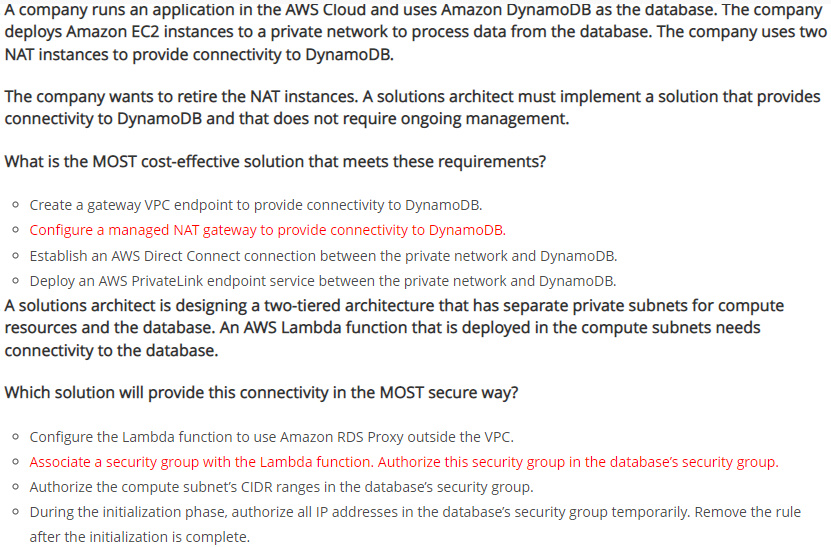 A company runs an application in the AWS Cloud and uses Amazon DynamoDB as the database. The company
deploys Amazon EC2 instances to a private network to process data from the database. The company uses two
NAT instances to provide connectivity to DynamoDB.
The company wants to retire the NAT instances. A solutions architect must implement a solution that provides
connectivity to DynamoDB and that does not require ongoing management.
What is the MOST cost-effective solution that meets these requirements?
Create a gateway VPC endpoint to provide connectivity to DynamoDB.
Configure a managed NAT gateway to provide connectivity to DynamoDB.
Establish an AWS Direct Connect connection between the private network and DynamoDB.
Deploy an AWS PrivateLink endpoint service between the private network and DynamoDB.
A solutions architect is designing a two-tiered architecture that has separate private subnets for compute
resources and the database. An AWS Lambda function that is deployed in the compute subnets needs
connectivity to the database.
Which solution will provide this connectivity in the MOST secure way?
Configure the Lambda function to use Amazon RDS Proxy outside the VPC.
Associate a security group with the Lambda function. Authorize this security group in the database's security group.
Authorize the compute subnet's CIDR ranges in the database's security group.
During the initialization phase, authorize all IP addresses in the database's security group temporarily. Remove the rule
after the initialization is complete.